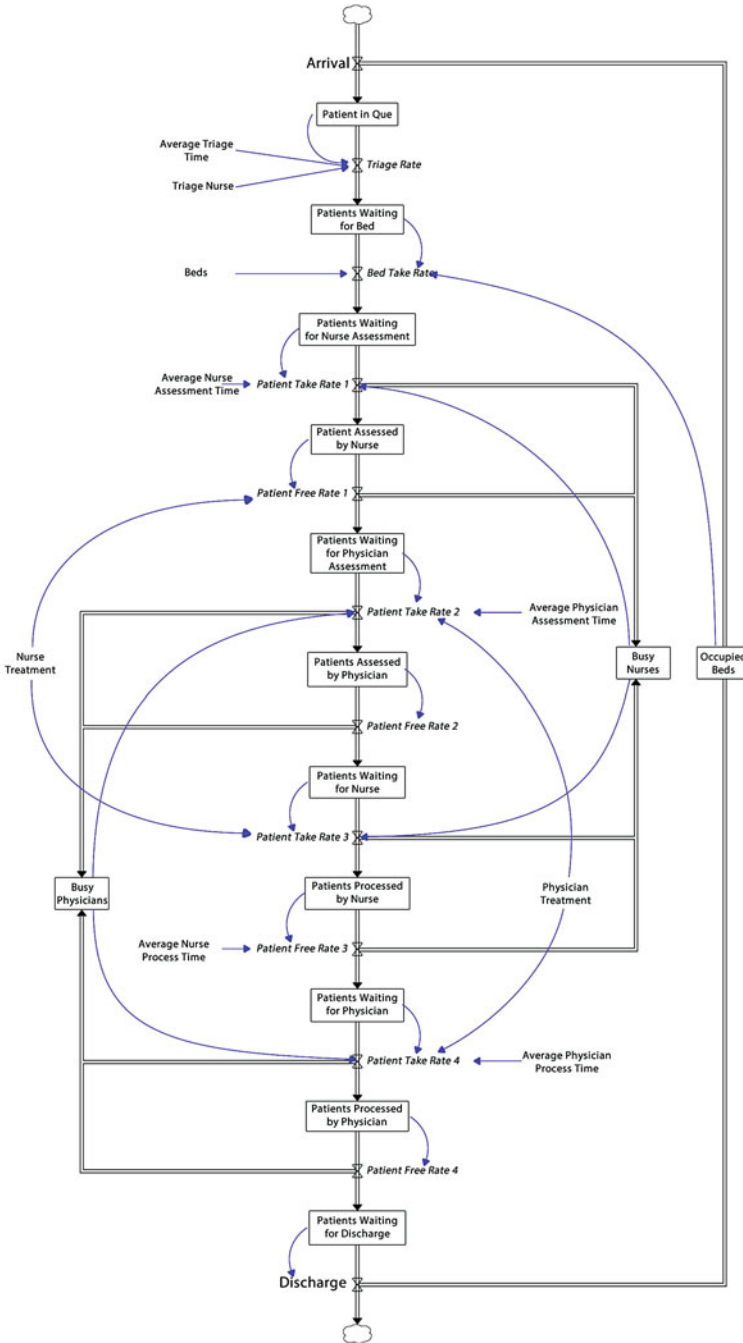 Arrival
Patient in Que
Average Triage
Time
Triage Rate
Triage Nurse
Patients Waiting
for Bed
Beds
Bed Take Rate
Patients Waiting
for Nurse Assessment
Average Nurse
Assessment Time
Patient Take Rate 1
Patient Assessed
by Nurse
Patient Free Rate 1
Patients Waiting
for Physician
Assessment
Patient Take Rate 2
Average Physician
Assessment Time
Nurse
Treatment
Patients Assessed
by Physician
Busy
Nurses
Occupied
Beds
Patient Free Rate 2
Patients Waiting
for Nurse
Patient Take Rate 3
Busy
Physicians
Patients Processed
by Nurse
Physician
Treatment
Average Nurse
Process Time
Patient Free Rate 3
Patients Waiting
for Physician
Patient Take Rate 4
Average Physician
Process Time
Patients Processed
by Physician
Patient Free Rate 4
Patients Waiting
for Discharge
Discharge